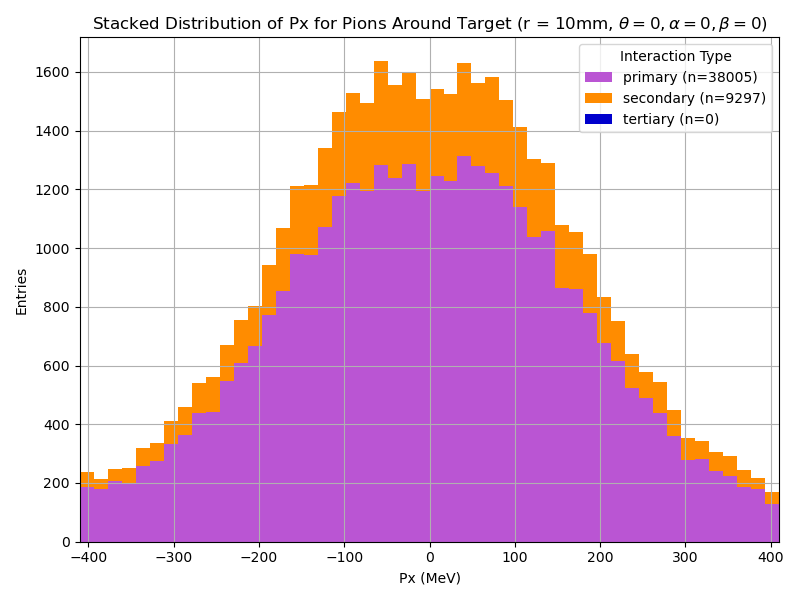 Stacked Distribution of Px for Pions Around Target (r = 10mm, θ = 0, α = 0, β = 0)
Interaction Type
primary (n=38005)
secondary (n=9297)
tertiary (n=0)
1600
1400
1200
1000
800
600
400
200
0
Entries
−400 −300 −200 −100 0 100 200 300 400
Px (MeV)